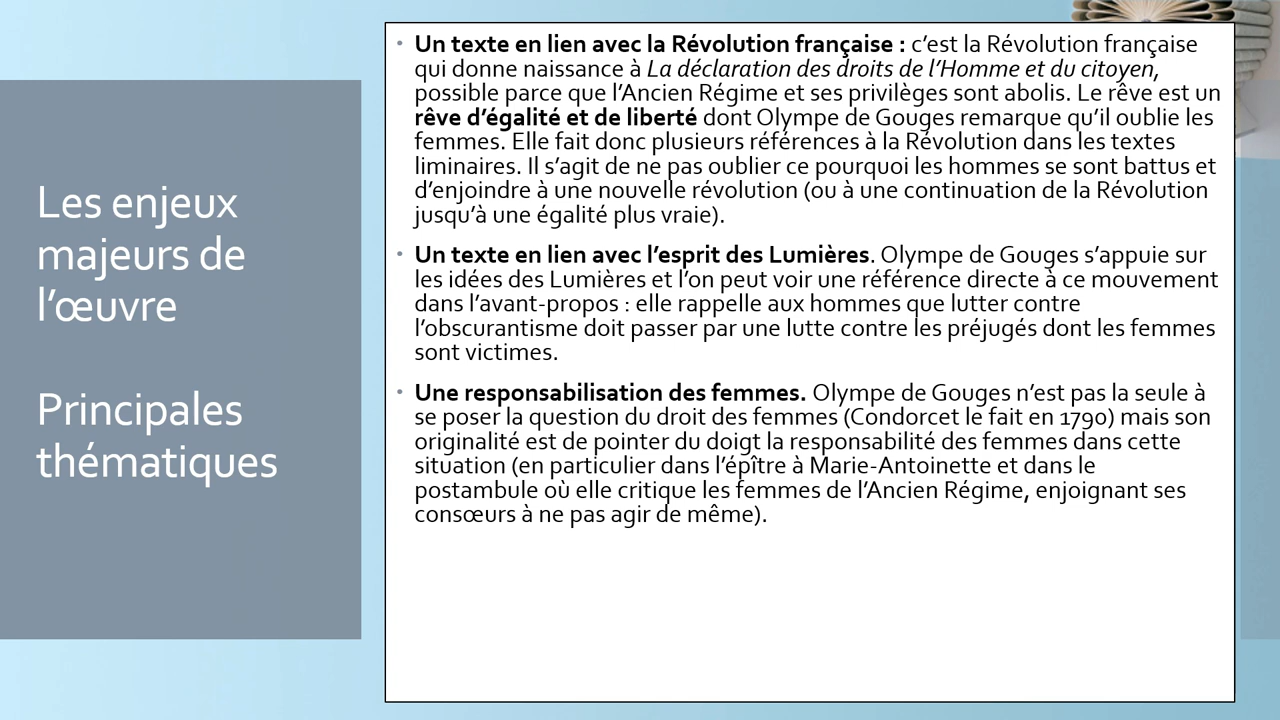 Les enjeux
majeurs de
l’œuvre
Principales
thématiques
• Un texte en lien avec la Révolution française : c’est la Révolution française
qui donne naissance à La déclaration des droits de l’Homme et du citoyen,
possible parce que l’Ancien Régime et ses privilèges sont abolis. Le rêve est un
rêve d’égalité et de liberté dont Olympe de Gouges remarque qu’il oublie les
femmes. Elle fait donc plusieurs références à la Révolution dans les textes
liminaires. Il s’agit de ne pas oublier ce pourquoi les hommes se sont battus et
d’enjoindre à une nouvelle révolution (ou à une continuation de la Révolution
jusqu’à une égalité plus vraie).
• Un texte en lien avec l’esprit des Lumières. Olympe de Gouges s’appuie sur
les idées des Lumières et l’on peut voir une référence directe à ce mouvement
dans l’avant-propos : elle rappelle aux hommes que lutter contre
l’obscurantisme doit passer par une lutte contre les préjugés dont les femmes
sont victimes.
• Une responsabilisation des femmes. Olympe de Gouges n’est pas la seule à
se poser la question du droit des femmes (Condorcet le fait en 1790) mais son
originalité est de pointer du doigt la responsabilité des femmes dans cette
situation (en particulier dans l’épître à Marie-Antoinette et dans le
postambule où elle critique les femmes de l’Ancien Régime, enjoignant ses
consœurs à ne pas agir de même).